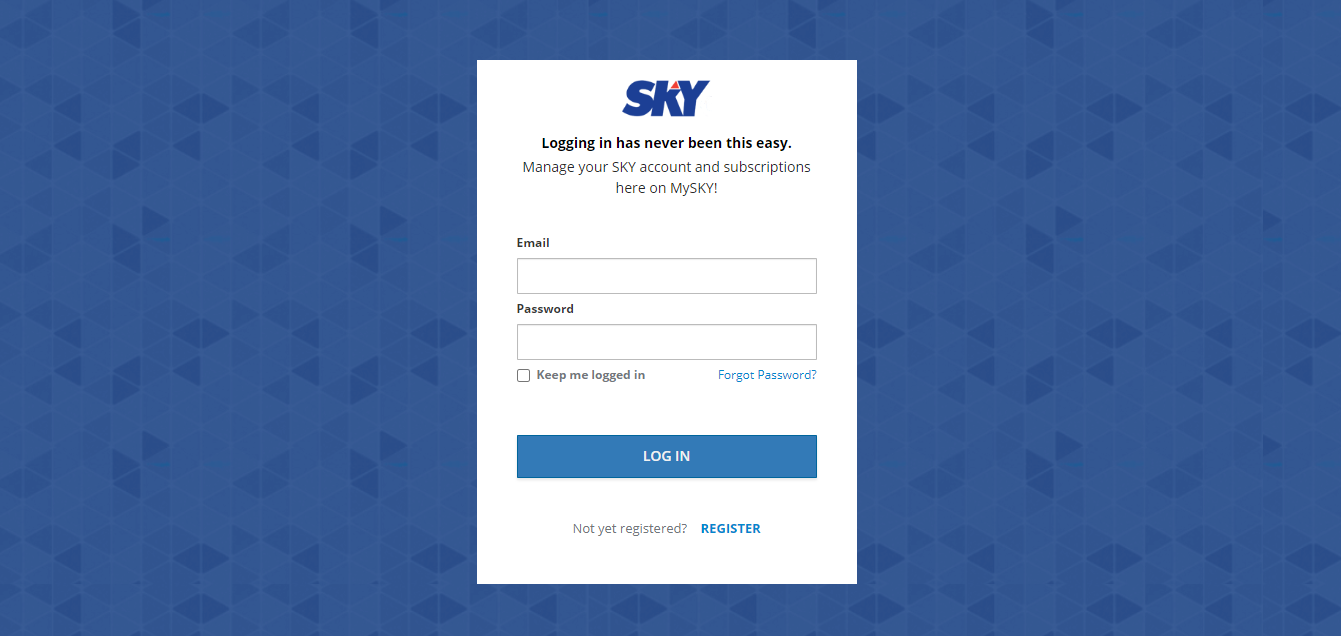 SKY
Logging in has never been this easy.
Manage your SKY account and subscriptions
here on MySKY!
Email
Password
Keep me logged in Forgot Password?
LOG IN
Not yet registered? REGISTER